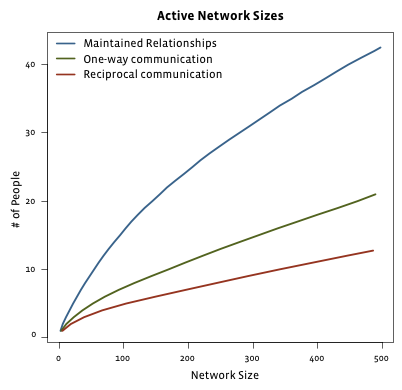 Active Network Sizes
Maintained Relationships
One-way communication
Reciprocal communication
40
30
20
10
0
# of People
0 100 200 300 400 500
Network Size